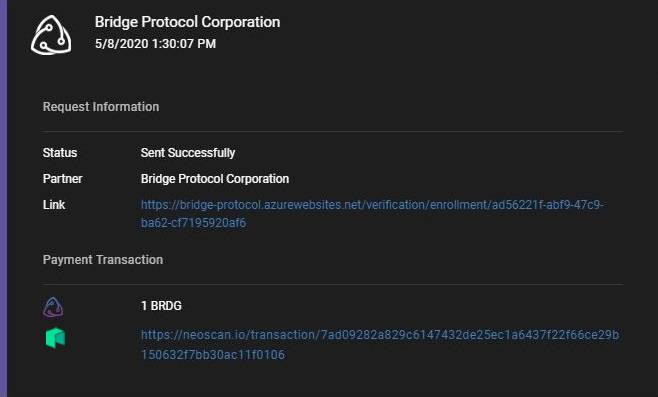 Bridge Protocol Corporation
5/8/2020 1:30:07 PM
Request Information
Status Sent Successfully
Partner Bridge Protocol Corporation
Link https://bridge-protocol.azurewebsites.net/verification/enrollment/ad56221f-abf9-47c9-
ba62-cf7195920af6
Payment Transaction
1 BRDG
https://neoscan.io/transaction/7ad09282a829c6147432de25ec1a6437f22f66ce29b
150632f7bb30ac11f0106